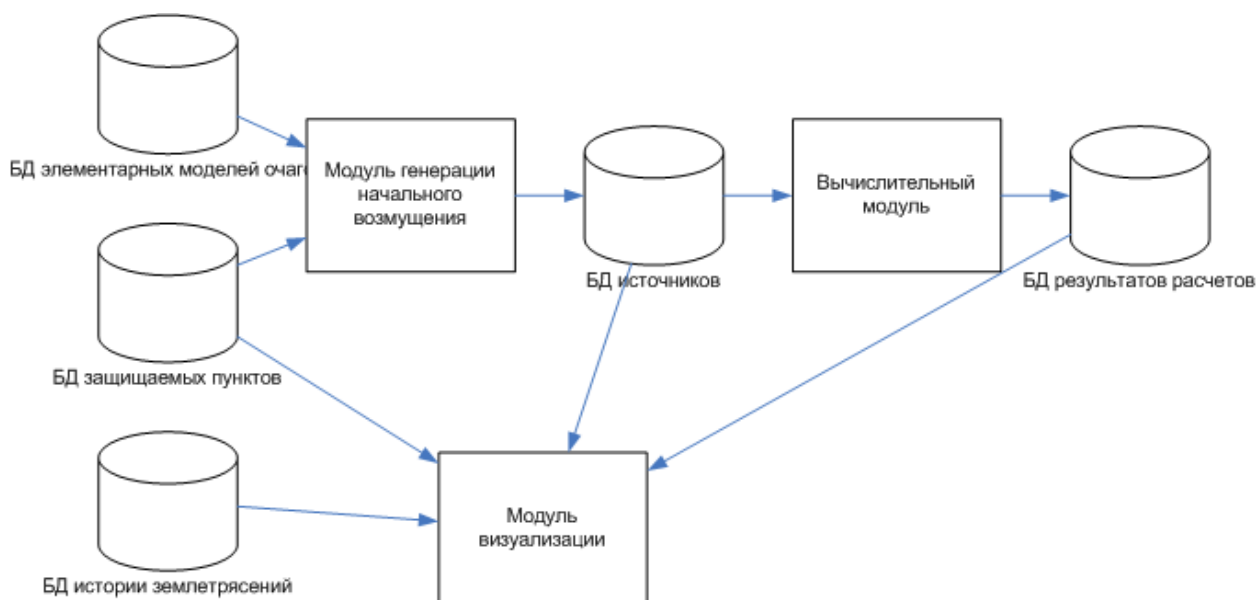 БД элементарных моделей очаг
Модуль генерации
начального
возмущения
БД источников
Вычислительный
модуль
БД результатов расчетов
БД защищаемых пунктов
БД истории землетрясений
Модуль
визуализации